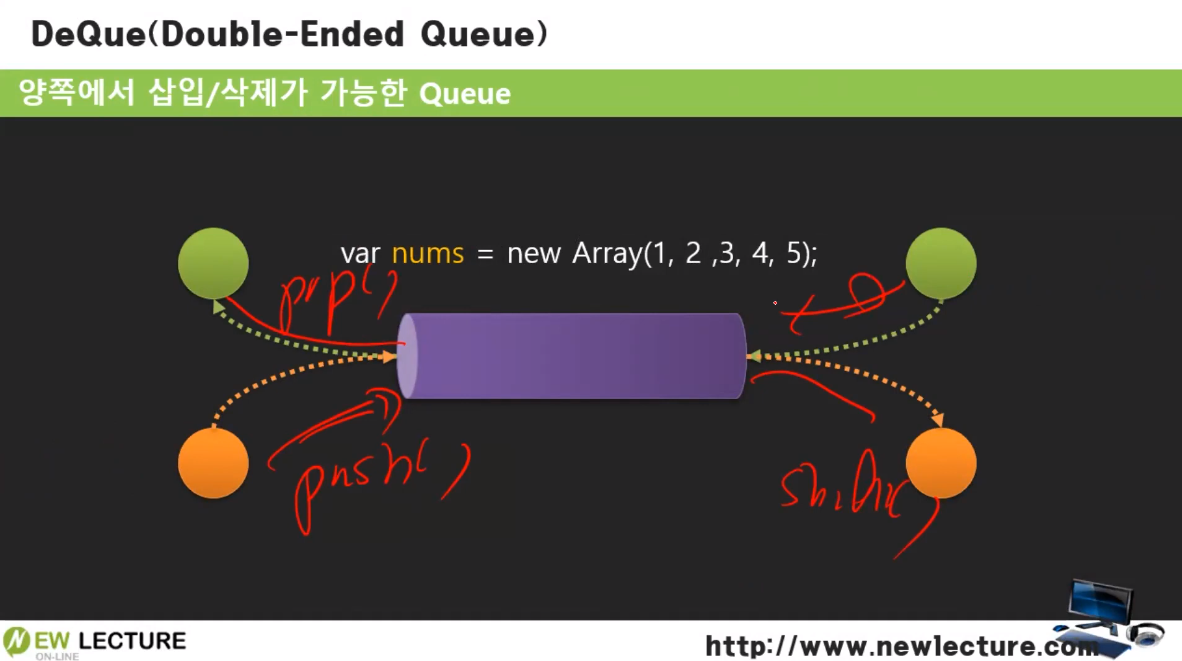 DeQue(Double-Ended Queue)
양쪽에서 삽입/삭제가 가능한 Queue
var nums = new Array(1, 2 ,3, 4, 5);
pop()
push()
NEW LECTURE
ON-LINE
http://www.newlecture.com